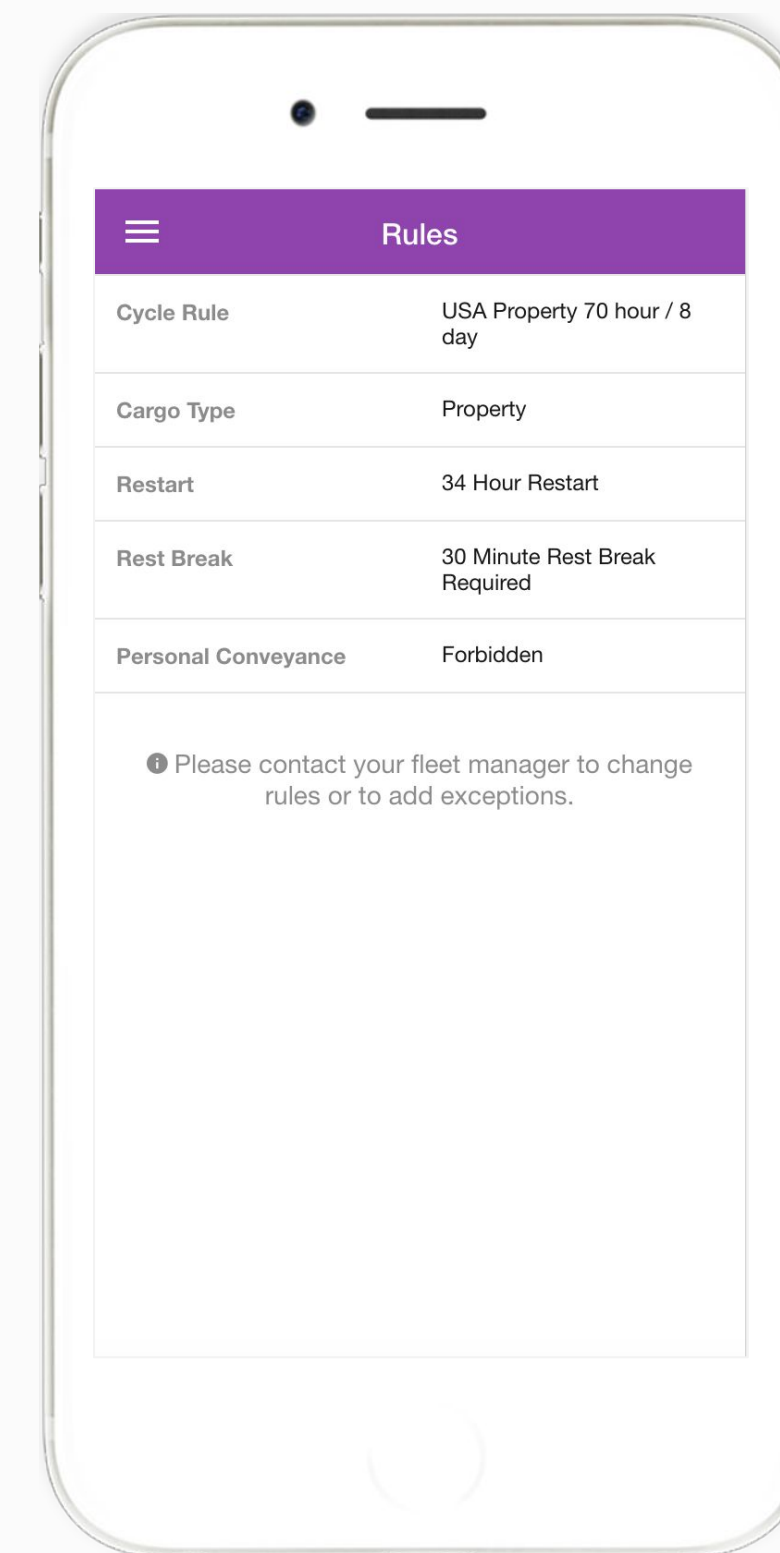 Rules
Cycle Rule
USA Property 70 hour / 8
day
Cargo Type
Property
Restart
34 Hour Restart
Rest Break
30 Minute Rest Break
Required
Personal Conveyance
Forbidden
Please contact your fleet manager to change
rules or to add exceptions.